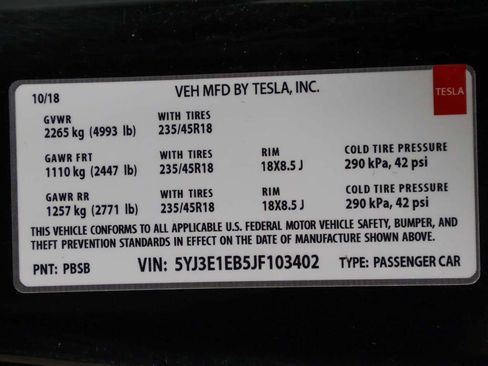 10/18 VEH MFD BY TESLA, INC. TESLA
GVWR WITH TIRES
2265 kg (4993 lb) 235/45R18
GAWR FRT WITH TIRES RIM COLD TIRE PRESSURE
1110 kg (2447 lb) 235/45R18 18X8.5 J 290 kPa, 42 psi
GAWR RR WITH TIRES RIM COLD TIRE PRESSURE
1257 kg (2771 lb) 235/45R18 18X8.5 J 290 kPa, 42 psi
THIS VEHICLE CONFORMS TO ALL APPLICABLE U.S. FEDERAL MOTOR VEHICLE SAFETY, BUMPER, AND
THEFT PREVENTION STANDARDS IN EFFECT ON THE DATE OF MANUFACTURE SHOWN ABOVE.
PNT: PBSB VIN: 5YJ3E1EB5JF103402 TYPE: PASSENGER CAR